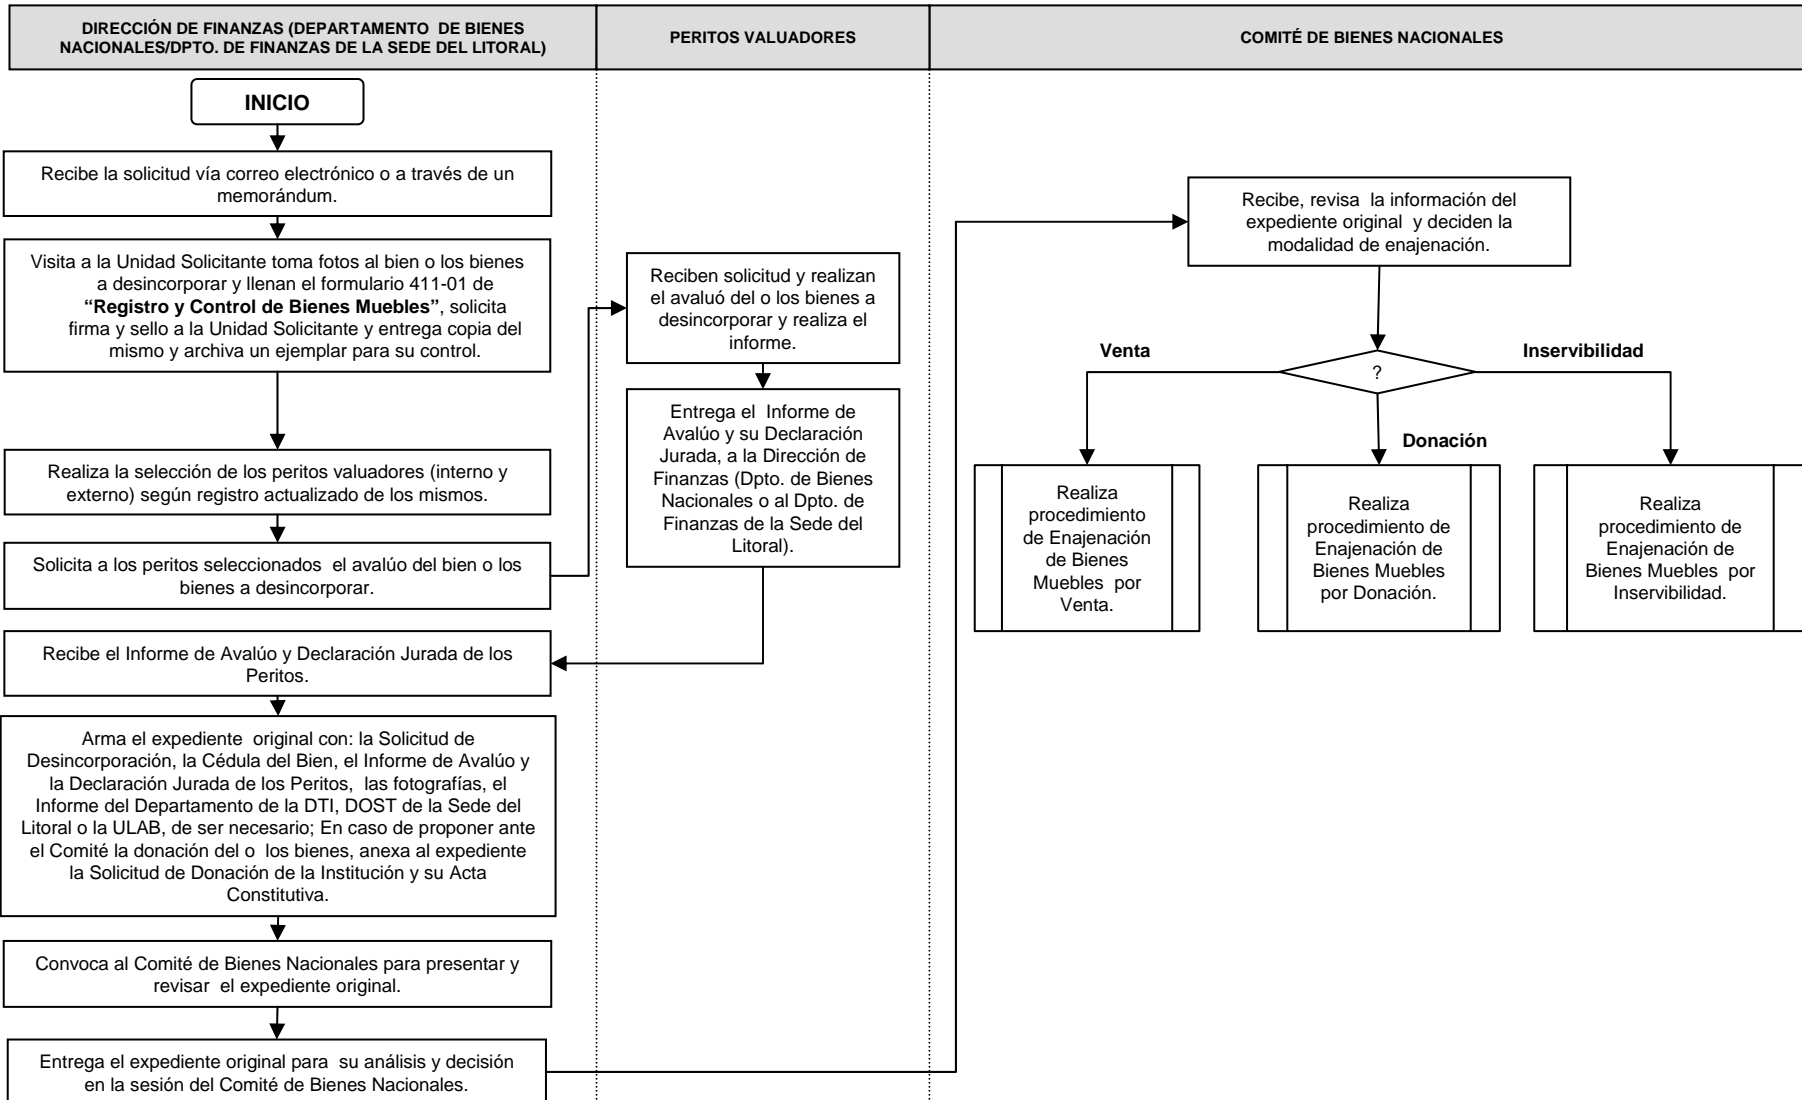 DIRECCIÓN DE FINANZAS (DEPARTAMENTO DE BIENES
NACIONALES/DPTO. DE FINANZAS DE LA SEDE DEL LITORAL)
PERITOS VALUADORES
COMITÉ DE BIENES NACIONALES
INICIO
Recibe la solicitud vía correo electrónico o a través de un
memorándum.
Visita a la Unidad Solicitante toma fotos al bien o los bienes
a desincorporar y llenan el formulario 411-01 de
“Registro y Control de Bienes Muebles”, solicita
firma y sello a la Unidad Solicitante y entrega copia del
mismo y archiva un ejemplar para su control.
Realiza la selección de los peritos valuadores (interno y
externo) según registro actualizado de los mismos.
Solicita a los peritos seleccionados el avalúo del bien o los
bienes a desincorporar.
Recibe el Informe de Avalúo y Declaración Jurada de los
Peritos.
Arma el expediente original con: la Solicitud de
Desincorporación, la Cédula del Bien, el Informe de Avalúo y
la Declaración Jurada de los Peritos, las fotografías, el
Informe del Departamento de la DTI, DOST de la Sede del
Litoral o la ULAB, de ser necesario; En caso de proponer ante
el Comité la donación del o los bienes, anexa al expediente
la Solicitud de Donación de la Institución y su Acta
Constitutiva.
Convoca al Comité de Bienes Nacionales para presentar y
revisar el expediente original.
Entrega el expediente original para su análisis y decisión
en la sesión del Comité de Bienes Nacionales.
Reciben solicitud y realizan
el avaluó del o los bienes a
desincorporar y realiza el
informe.
Entrega el Informe de
Avalúo y su Declaración
Jurada, a la Dirección de
Finanzas (Dpto. de Bienes
Nacionales o al Dpto. de
Finanzas de la Sede del
Litoral).
Recibe, revisa la información del
expediente original y deciden la
modalidad de enajenación.
?
Venta
Inservibilidad
Donación
Realiza
procedimiento
de Enajenación
de Bienes
Muebles por
Venta.
Realiza
procedimiento de
Enajenación de
Bienes Muebles
por Donación.
Realiza
procedimiento de
Enajenación de
Bienes Muebles por
Inservibilidad.